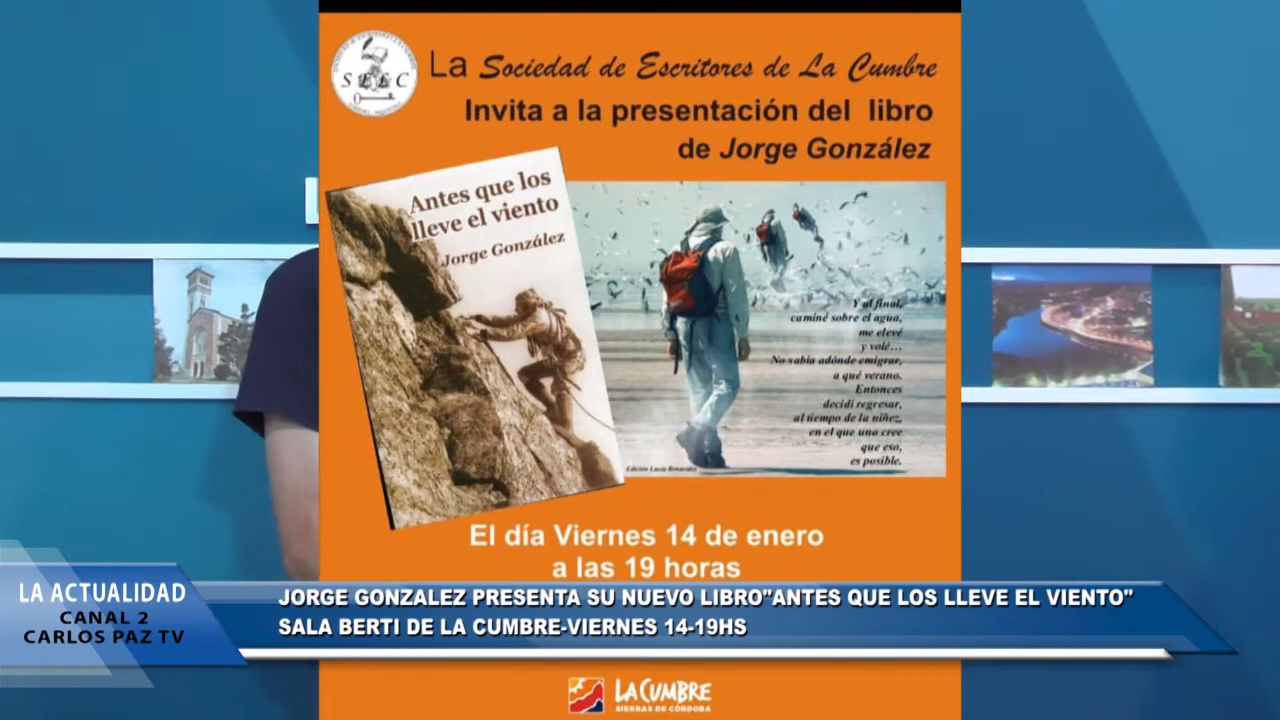 SELC
La Sociedad de Escritores de La Cumbre
Invita a la presentación del libro
de Jorge González
Antes que los
lleve el viento
Jorge González
Y al final,
caminé sobre el agua,
me elevé
y volé...
No sabía adónde emigrar,
a qué verano.
Entonces
decidí regresar,
al tiempo de la niñez,
en el que uno cree
que eso,
es posible.
Edición Lucía Benavides
El día Viernes 14 de enero
a las 19 horas
LA ACTUALIDAD
CANAL 2
CARLOS PAZ TV
JORGE GONZALEZ PRESENTA SU NUEVO LIBRO"ANTES QUE LOS LLEVE EL VIENTO"
SALA BERTI DE LA CUMBRE-VIERNES 14-19HS
LA CUMBRE
SIERRAS DE CÓRDOBA